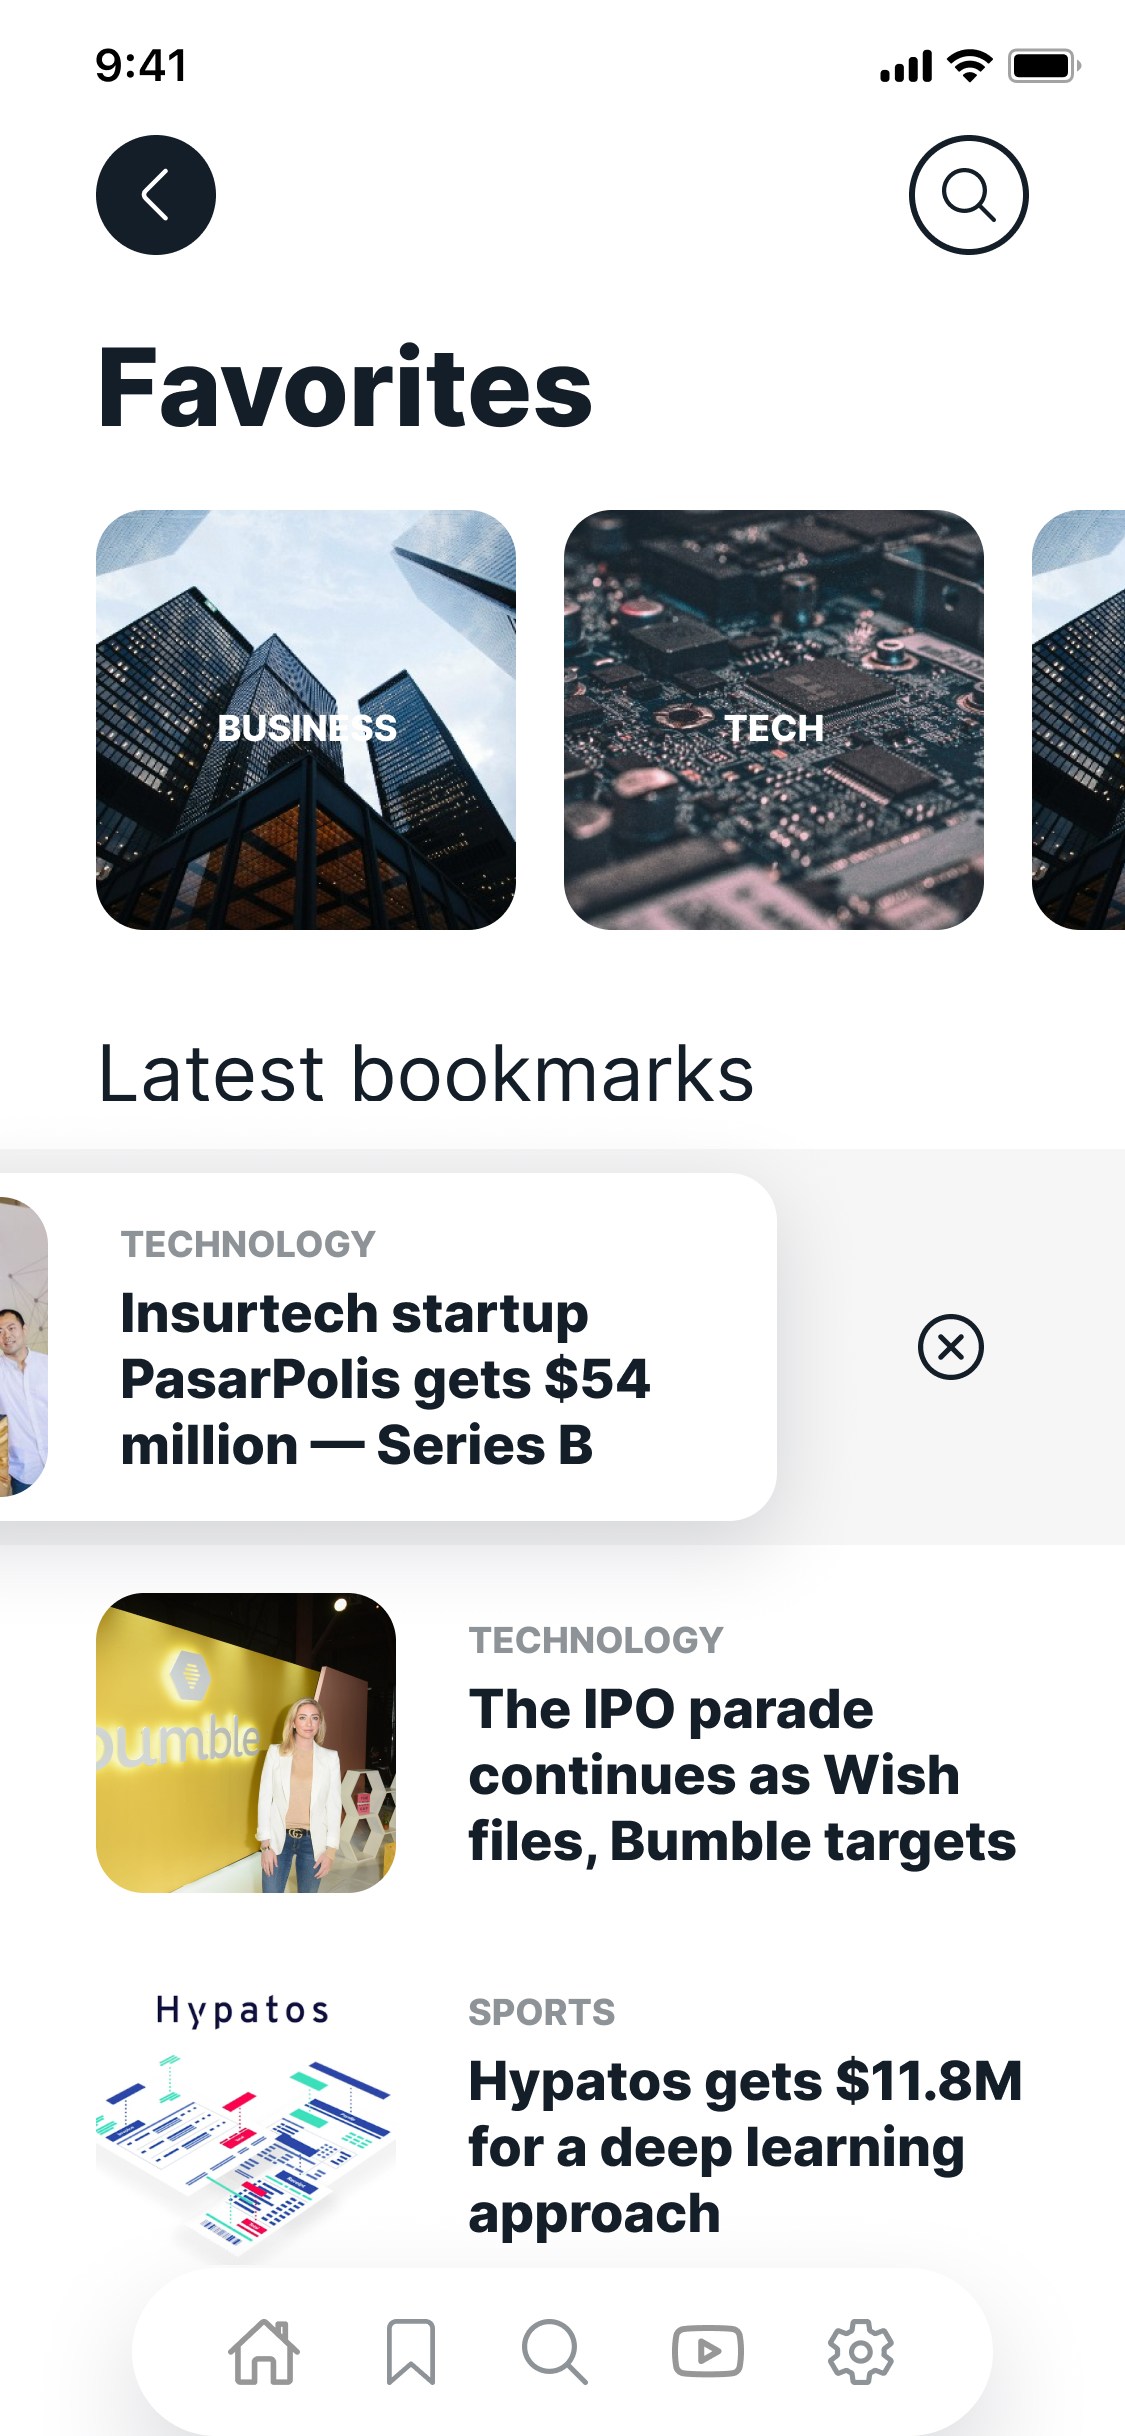 9:41
Favorites
BUSINESS
TECH
Latest bookmarks
TECHNOLOGY
Insurtech startup
PasarPolis gets $54
million — Series B
bumble
TECHNOLOGY
The IPO parade
continues as Wish
files, Bumble targets
Hypatos
SPORTS
Hypatos gets $11.8M
for a deep learning
approach